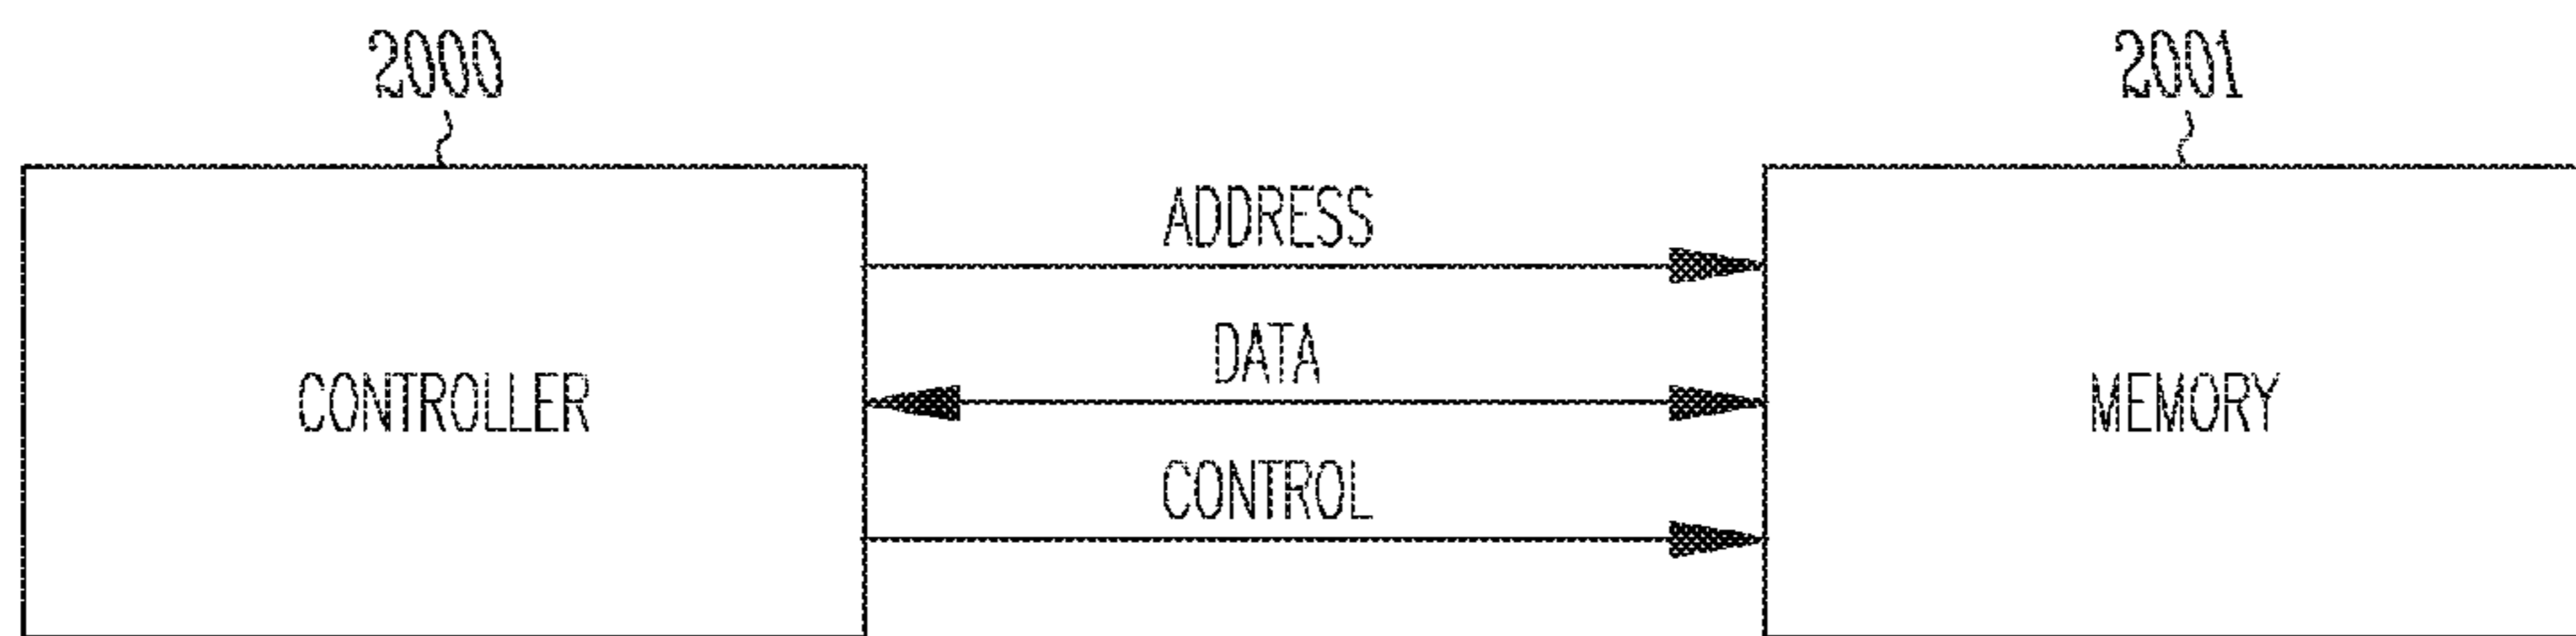 2000
2001
ADDRESS
DATA
CONTROLLER
MEMORY
CONTROL